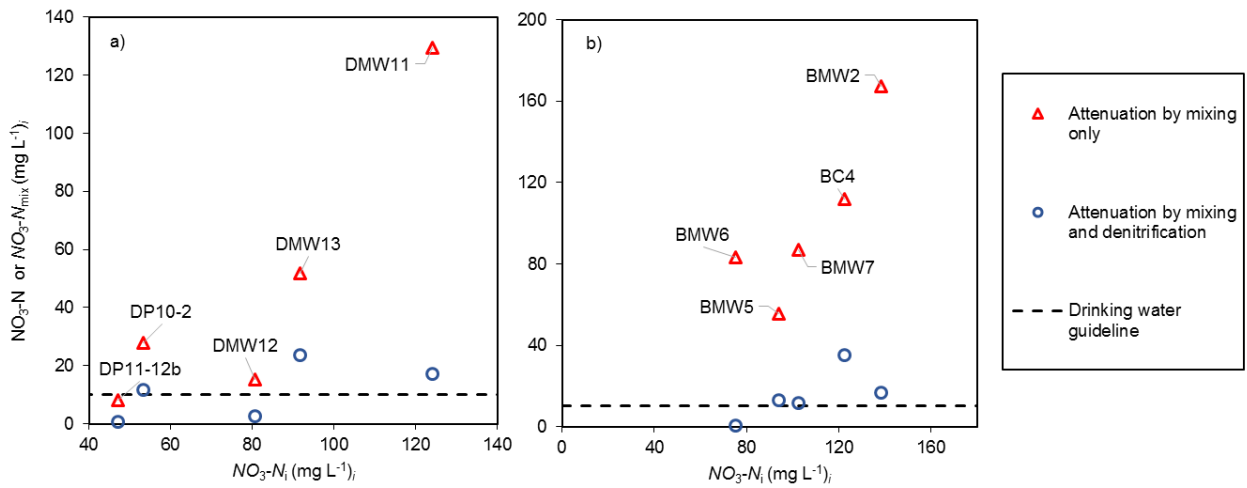 a)
140
120
100
80
60
40
20
0
40
60
80
100
120
140
NO3-N or NO3-Nmix (mg L-1)i
NO3-Ni (mg L-1)i
DMW11
DMW13
DP10-2
DMW12
DP11-12b
b)
200
160
120
80
40
0
0
40
80
120
160
NO3-Ni (mg L-1)i
BMW2
BC4
BMW6
BMW7
BMW5
Attenuation by mixing
only
Attenuation by mixing
and denitrification
Drinking water
guideline